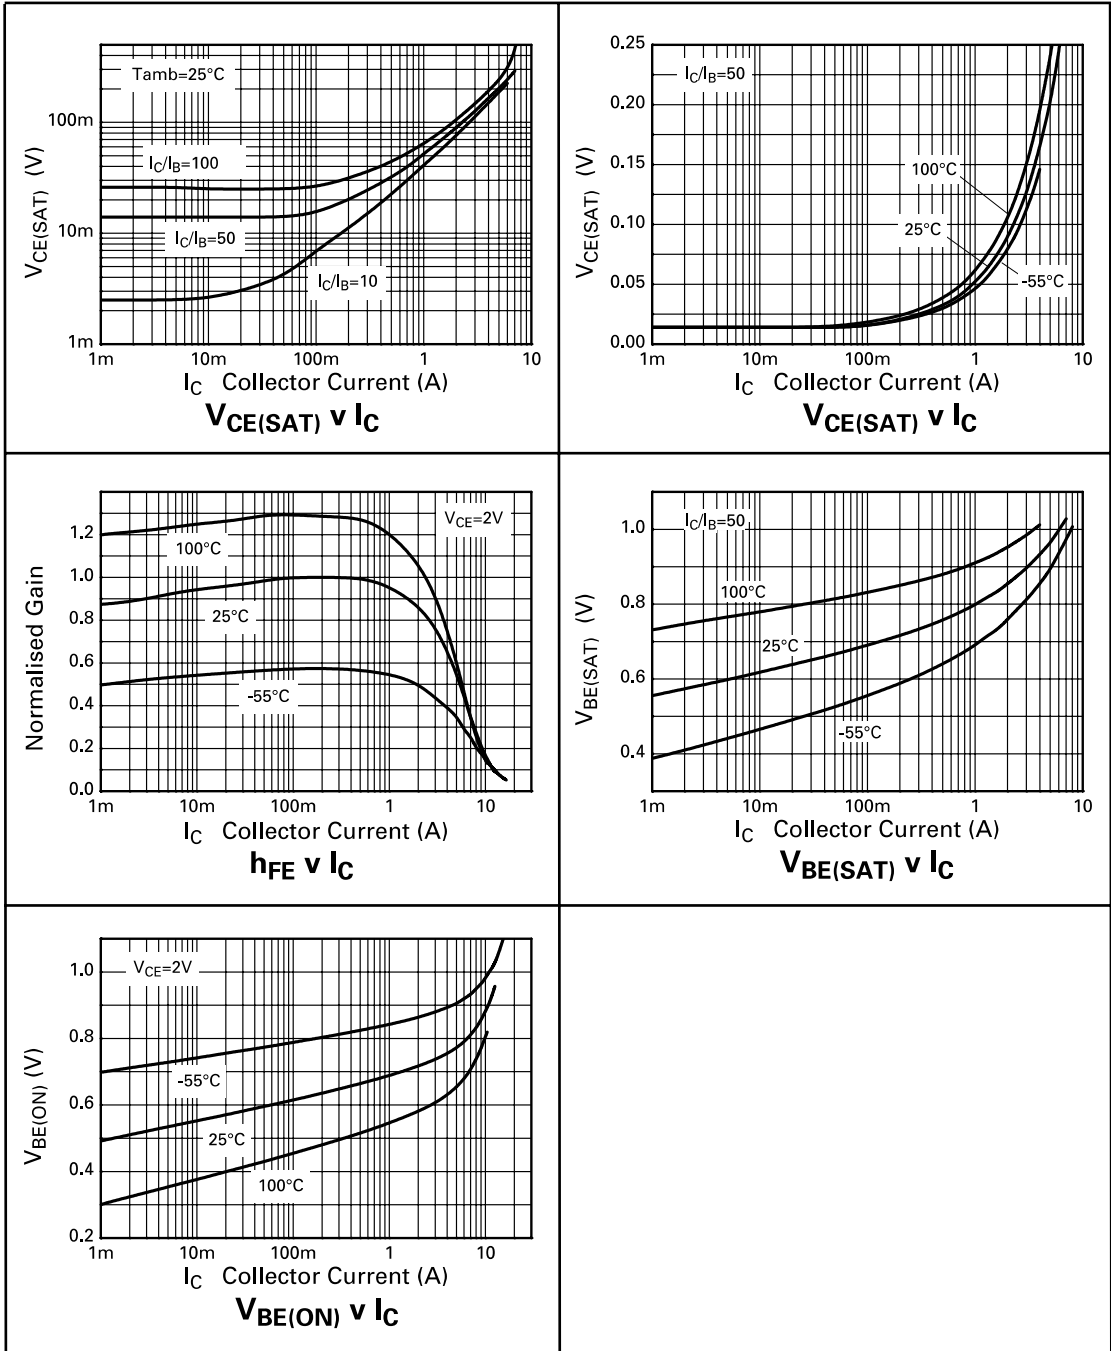 Tamb=25°C
IC/IB=100
IC/IB=50
IC/IB=10
100m
10m
1m
VCE(SAT) (V)
1m 10m 100m 1 10
IC Collector Current (A)
VCE(SAT) v IC
IC/IB=50
100°C
25°C
-55°C
0.25
0.20
0.15
0.10
0.05
0.00
VCE(SAT) (V)
1m 10m 100m 1 10
IC Collector Current (A)
VCE(SAT) v IC
VCE=2V
100°C
25°C
-55°C
1.2
1.0
0.8
0.6
0.4
0.2
0.0
Normalised Gain
1m 10m 100m 1 10
IC Collector Current (A)
hFE v IC
IC/IB=50
100°C
25°C
-55°C
1.0
0.8
0.6
0.4
VBE(SAT) (V)
1m 10m 100m 1 10
IC Collector Current (A)
VBE(SAT) v IC
VCE=2V
-55°C
25°C
100°C
1.0
0.8
0.6
0.4
0.2
VBE(ON) (V)
1m 10m 100m 1 10
IC Collector Current (A)
VBE(ON) v IC